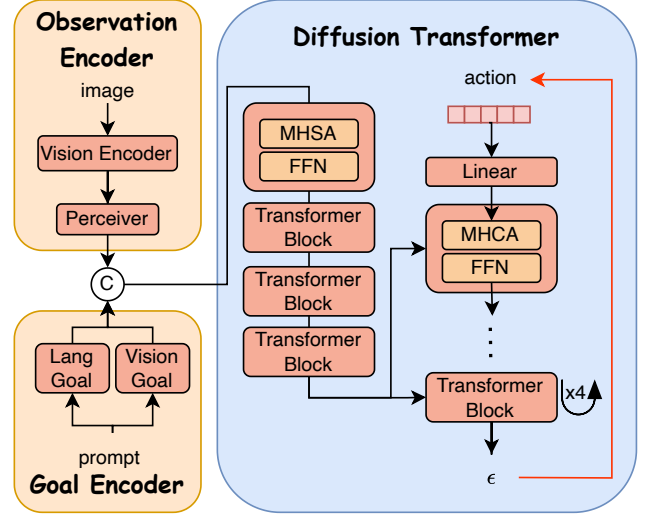 Observation
Encoder
image
Vision Encoder
Perceiver
C
Lang
Goal
Vision
Goal
prompt
Goal Encoder
Diffusion Transformer
MHSA
FFN
Transformer
Block
Transformer
Block
Transformer
Block
action
Linear
MHCA
FFN
Transformer
Block
x4
ϵ